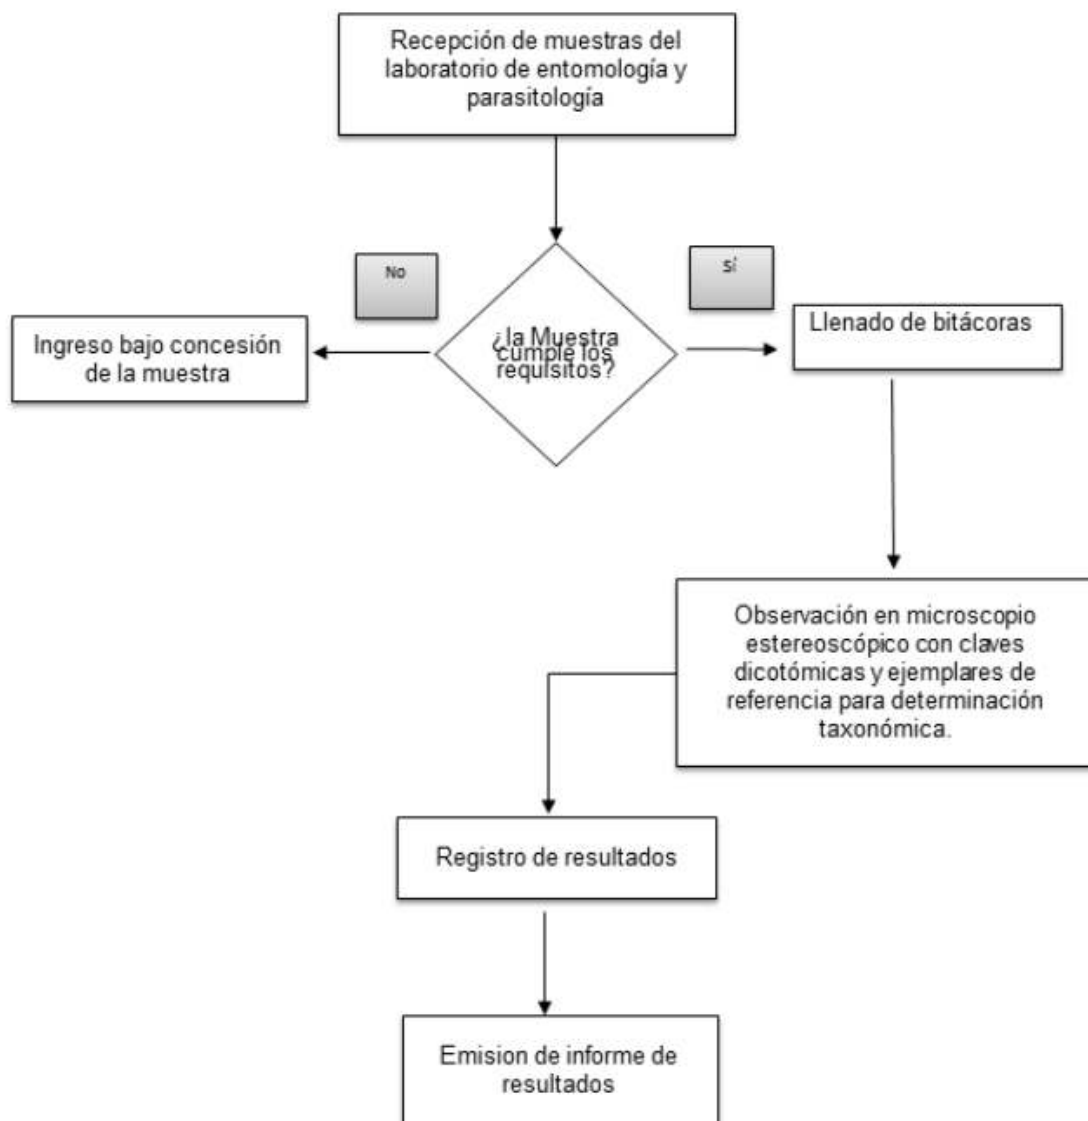 Recepción de muestras del
laboratorio de entomología y
parasitología
No
sí
¿la Muestra
cumple los
requisitos?
Ingreso bajo concesión
de la muestra
Llenado de bitácoras
Observación en microscopio
estereoscópico con claves
dicotómicas y ejemplares de
referencia para determinación
taxonómica.
Registro de resultados
Emision de informe de
resultados